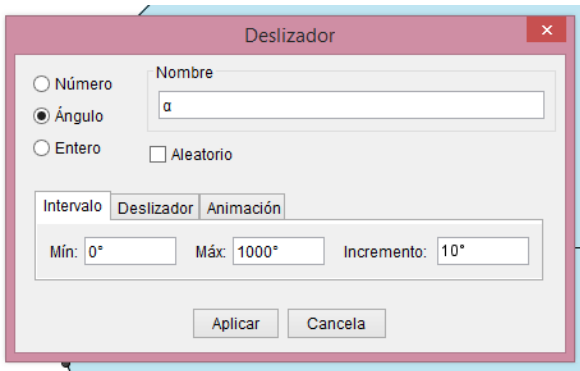 Deslizador
Número
Ángulo
Entero
Nombre
α
Aleatorio
Intervalo Deslizador Animación
Mín: 0° Máx: 1000° Incremento: 10°
Aplicar Cancela